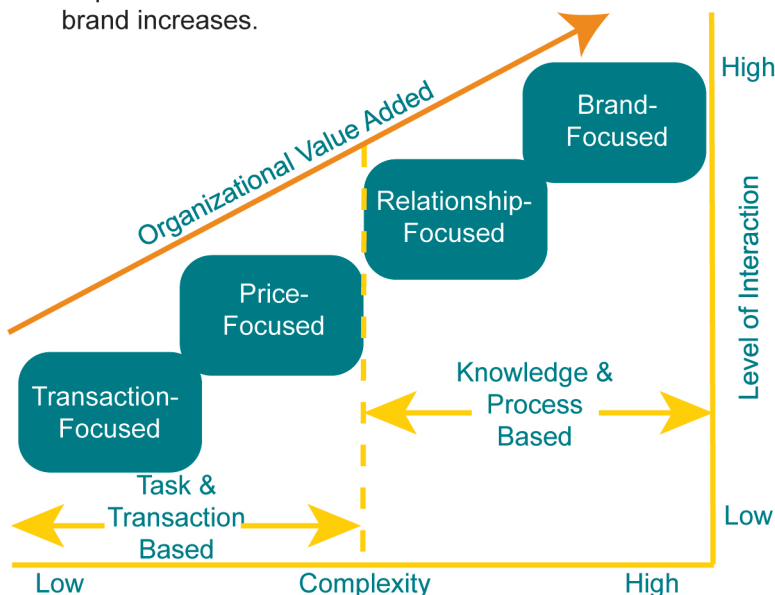 brand increases.
High
Brand-
Focused
Organizational Value Added
Relationship-
Focused
Level of Interaction
Price-
Focused
Knowledge &
Process
Based
Transaction-
Focused
Task &
Transaction
Based
Low
Low
Complexity
High